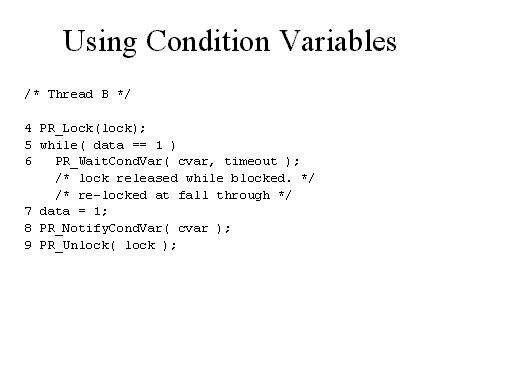 Using Condition Variables
/* Thread B */
4 PR_Lock(lock);
5 while( data == 1 )
6   PR_WaitCondVar( cvar, timeout );
    /* lock released while blocked. */
    /* re-locked at fall through */
7 data = 1;
8 PR_NotifyCondVar( cvar );
9 PR_Unlock( lock );